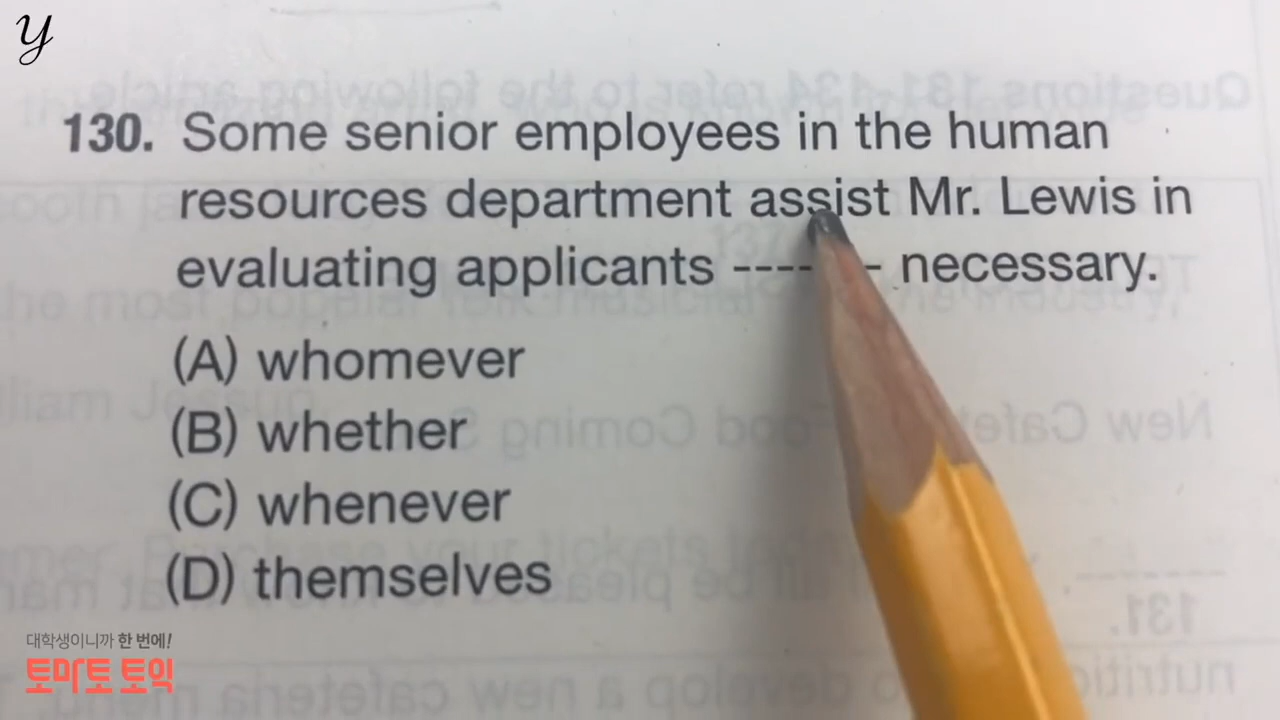 y
130. Some senior employees in the human
resources department assist Mr. Lewis in
evaluating applicants ------- necessary.
(A) whomever
(B) whether
(C) whenever
(D) themselves
대학생이니까 한 번에!
토마토 토익